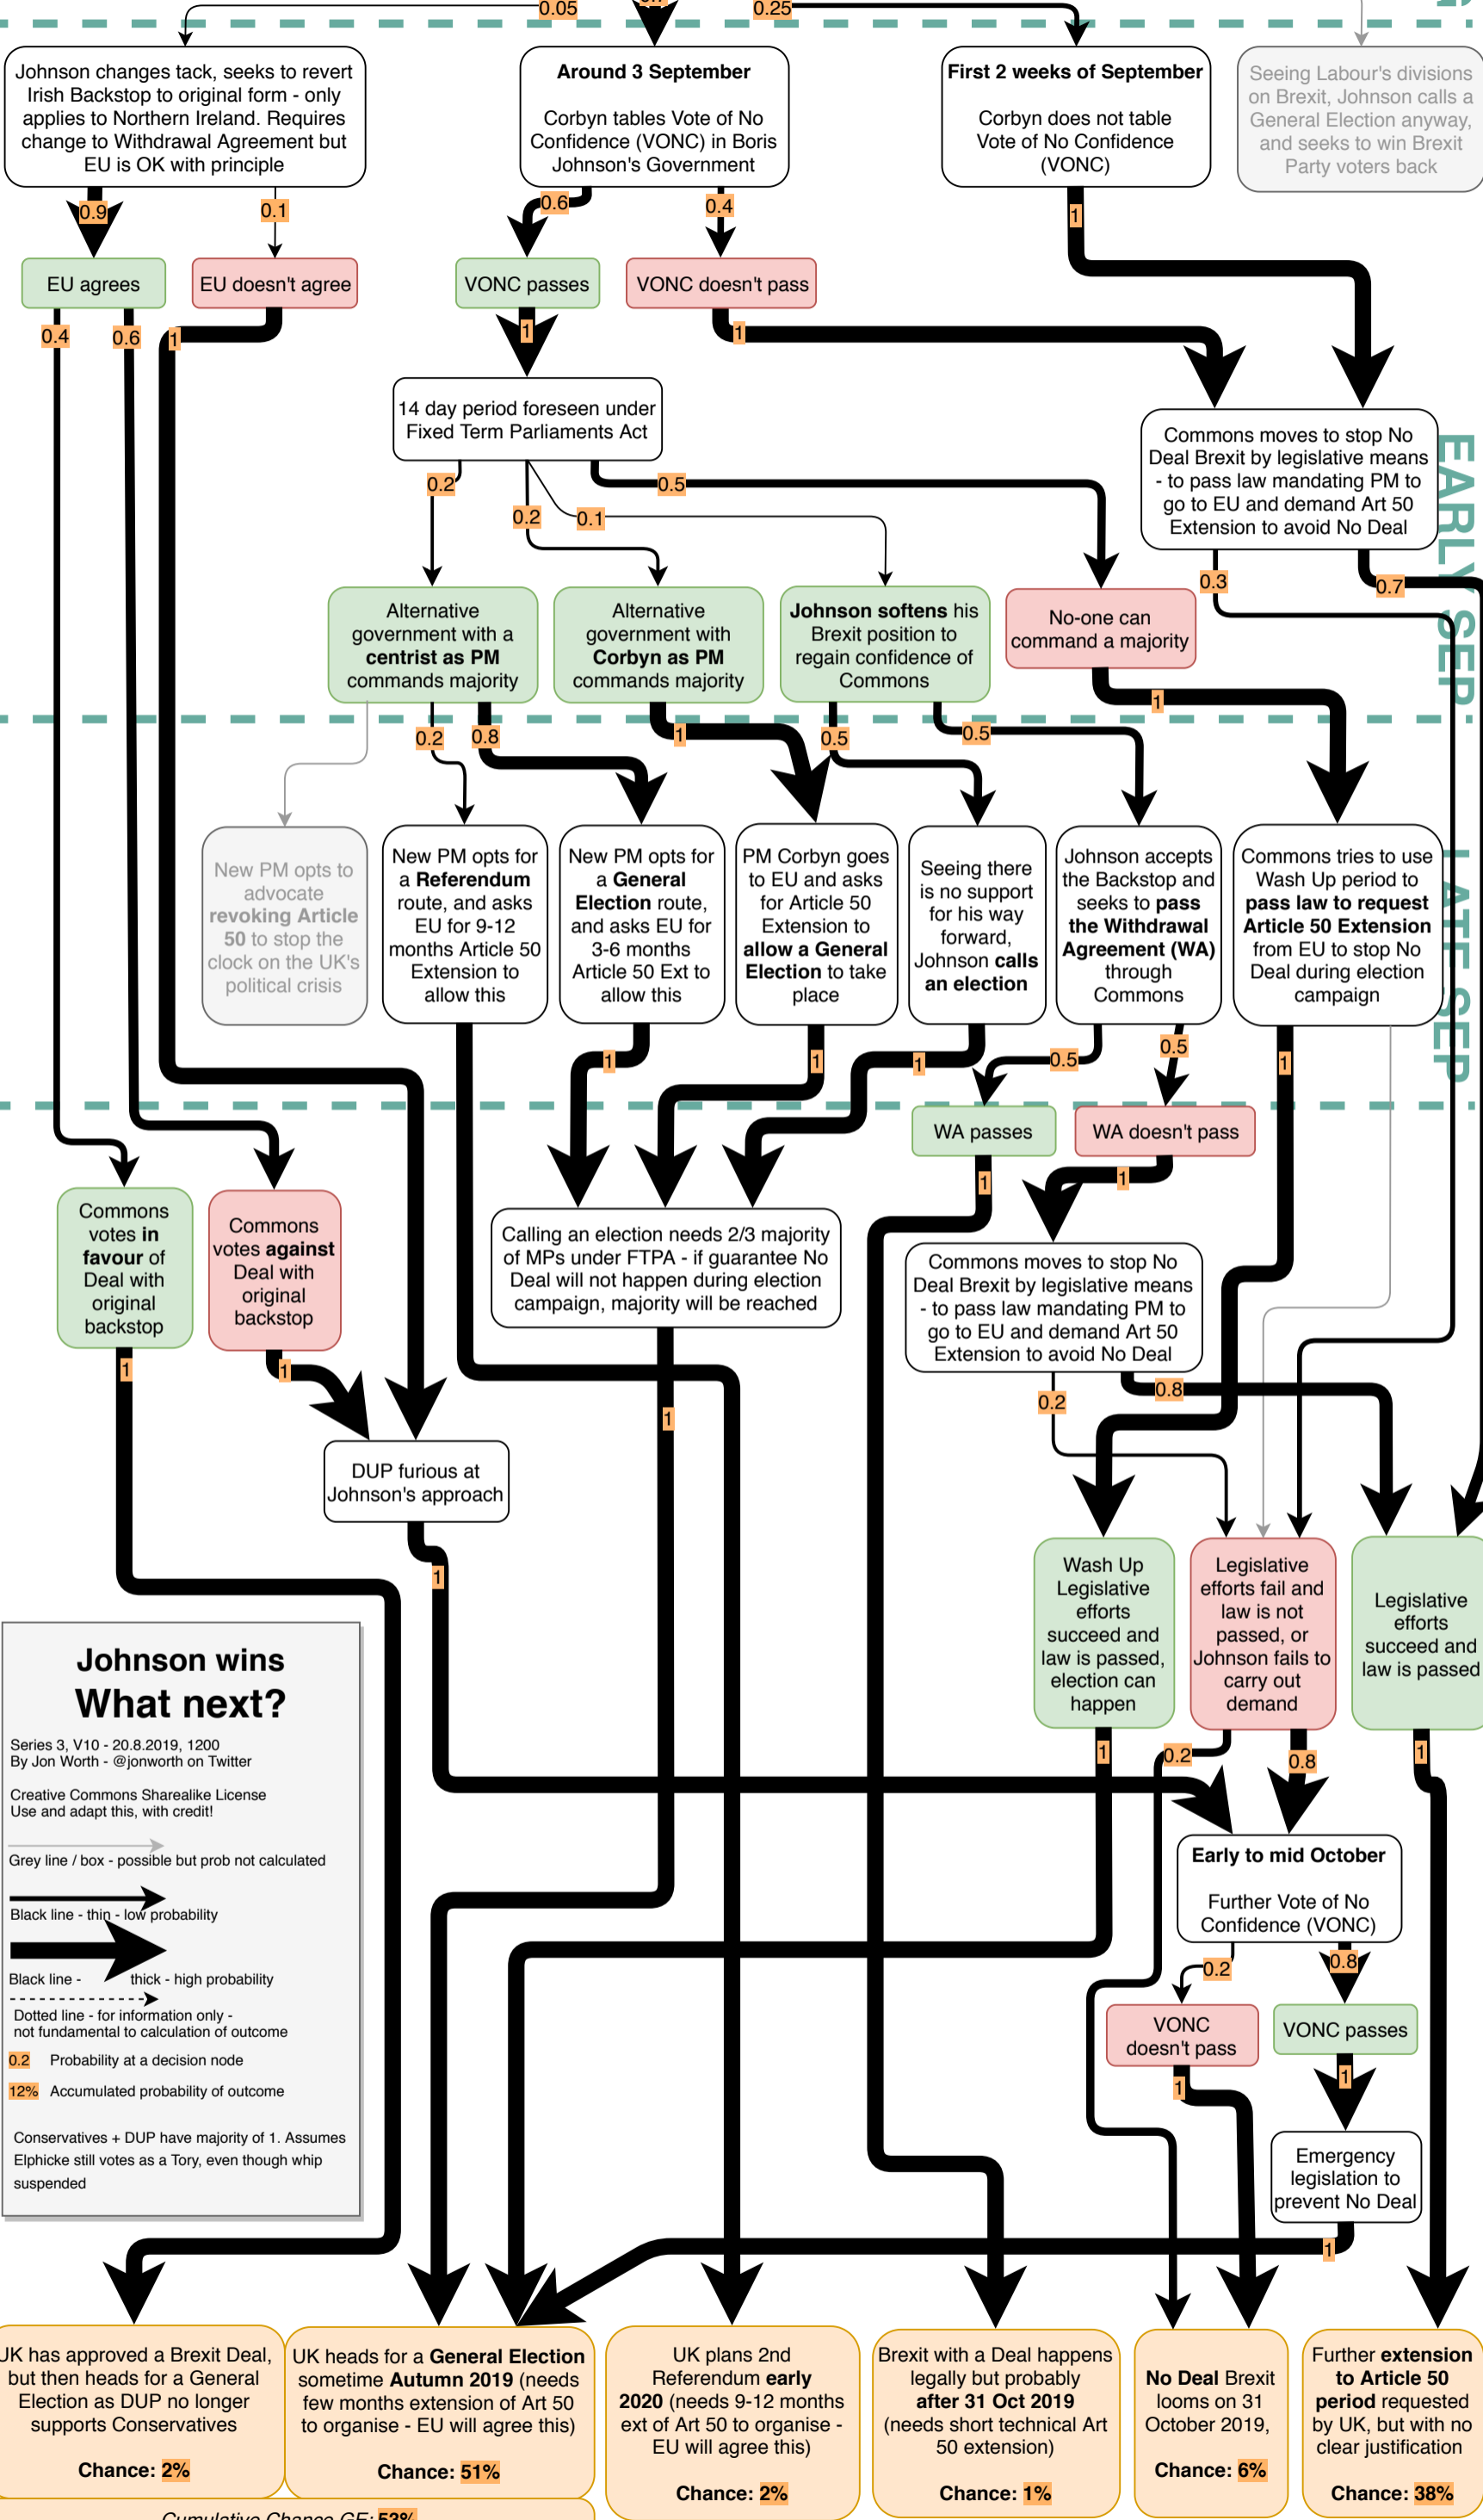 0.05
0.25
Johnson changes tack, seeks to revert
Irish Backstop to original form - only
applies to Northern Ireland. Requires
change to Withdrawal Agreement but
EU is OK with principle
Around 3 September
Corbyn tables Vote of No
Confidence (VONC) in Boris
Johnson's Government
First 2 weeks of September
Corbyn does not table
Vote of No Confidence
(VONC)
Seeing Labour's divisions
on Brexit, Johnson calls a
General Election anyway,
and seeks to win Brexit
Party voters back
0.9
0.1
0.6
0.4
1
EU agrees
EU doesn't agree
VONC passes
VONC doesn't pass
0.4
0.6
1
1
1
14 day period foreseen under
Fixed Term Parliaments Act
Commons moves to stop No
Deal Brexit by legislative means
- to pass law mandating PM to
go to EU and demand Art 50
Extension to avoid No Deal
EARLY SEP
0.2
0.2
0.1
0.5
0.3
0.7
Alternative
government with a
centrist as PM
commands majority
Alternative
government with
Corbyn as PM
commands majority
Johnson softens his
Brexit position to
regain confidence of
Commons
No-one can
command a majority
0.2
0.8
1
0.5
0.5
1
New PM opts to
advocate
revoking Article
50 to stop the
clock on the UK's
political crisis
New PM opts for
a Referendum
route, and asks
EU for 9-12
months Article 50
Extension to
allow this
New PM opts for
a General
Election route,
and asks EU for
3-6 months
Article 50 Ext to
allow this
PM Corbyn goes
to EU and asks
for Article 50
Extension to
allow a General
Election to take
place
Seeing there
is no support
for his way
forward,
Johnson calls
an election
Johnson accepts
the Backstop and
seeks to pass
the Withdrawal
Agreement (WA)
through
Commons
Commons tries to use
Wash Up period to
pass law to request
Article 50 Extension
from EU to stop No
Deal during election
campaign
LATE SEP
1
1
1
0.5
0.5
1
WA passes
WA doesn't pass
1
1
Commons
votes in
favour of
Deal with
original
backstop
Commons
votes against
Deal with
original
backstop
Calling an election needs 2/3 majority
of MPs under FTPA - if guarantee No
Deal will not happen during election
campaign, majority will be reached
Commons moves to stop No
Deal Brexit by legislative means
- to pass law mandating PM to
go to EU and demand Art 50
Extension to avoid No Deal
1
1
1
0.2
0.8
DUP furious at
Johnson's approach
1
Wash Up
Legislative
efforts
succeed and
law is passed,
election can
happen
Legislative
efforts fail and
law is not
passed, or
Johnson fails to
carry out
demand
Legislative
efforts
succeed and
law is passed
1
0.2
0.8
1
Johnson wins
What next?
Series 3, V10 - 20.8.2019, 1200
By Jon Worth - @jonworth on Twitter
Creative Commons Sharealike License
Use and adapt this, with credit!
Grey line / box - possible but prob not calculated
Black line - thin - low probability
Black line - thick - high probability
Dotted line - for information only -
not fundamental to calculation of outcome
0.2 Probability at a decision node
12% Accumulated probability of outcome
Conservatives + DUP have majority of 1. Assumes
Elphicke still votes as a Tory, even though whip
suspended
Early to mid October
Further Vote of No
Confidence (VONC)
0.2
0.8
VONC
doesn't pass
VONC passes
1
1
Emergency
legislation to
prevent No Deal
1
UK has approved a Brexit Deal,
but then heads for a General
Election as DUP no longer
supports Conservatives
Chance: 2%
UK heads for a General Election
sometime Autumn 2019 (needs
few months extension of Art 50
to organise - EU will agree this)
Chance: 51%
UK plans 2nd
Referendum early
2020 (needs 9-12 months
ext of Art 50 to organise -
EU will agree this)
Chance: 2%
Brexit with a Deal happens
legally but probably
after 31 Oct 2019
(needs short technical Art
50 extension)
Chance: 1%
No Deal Brexit
looms on 31
October 2019,
Chance: 6%
Further extension
to Article 50
period requested
by UK, but with no
clear justification
Chance: 38%
Cumulative Chance GE: 53%